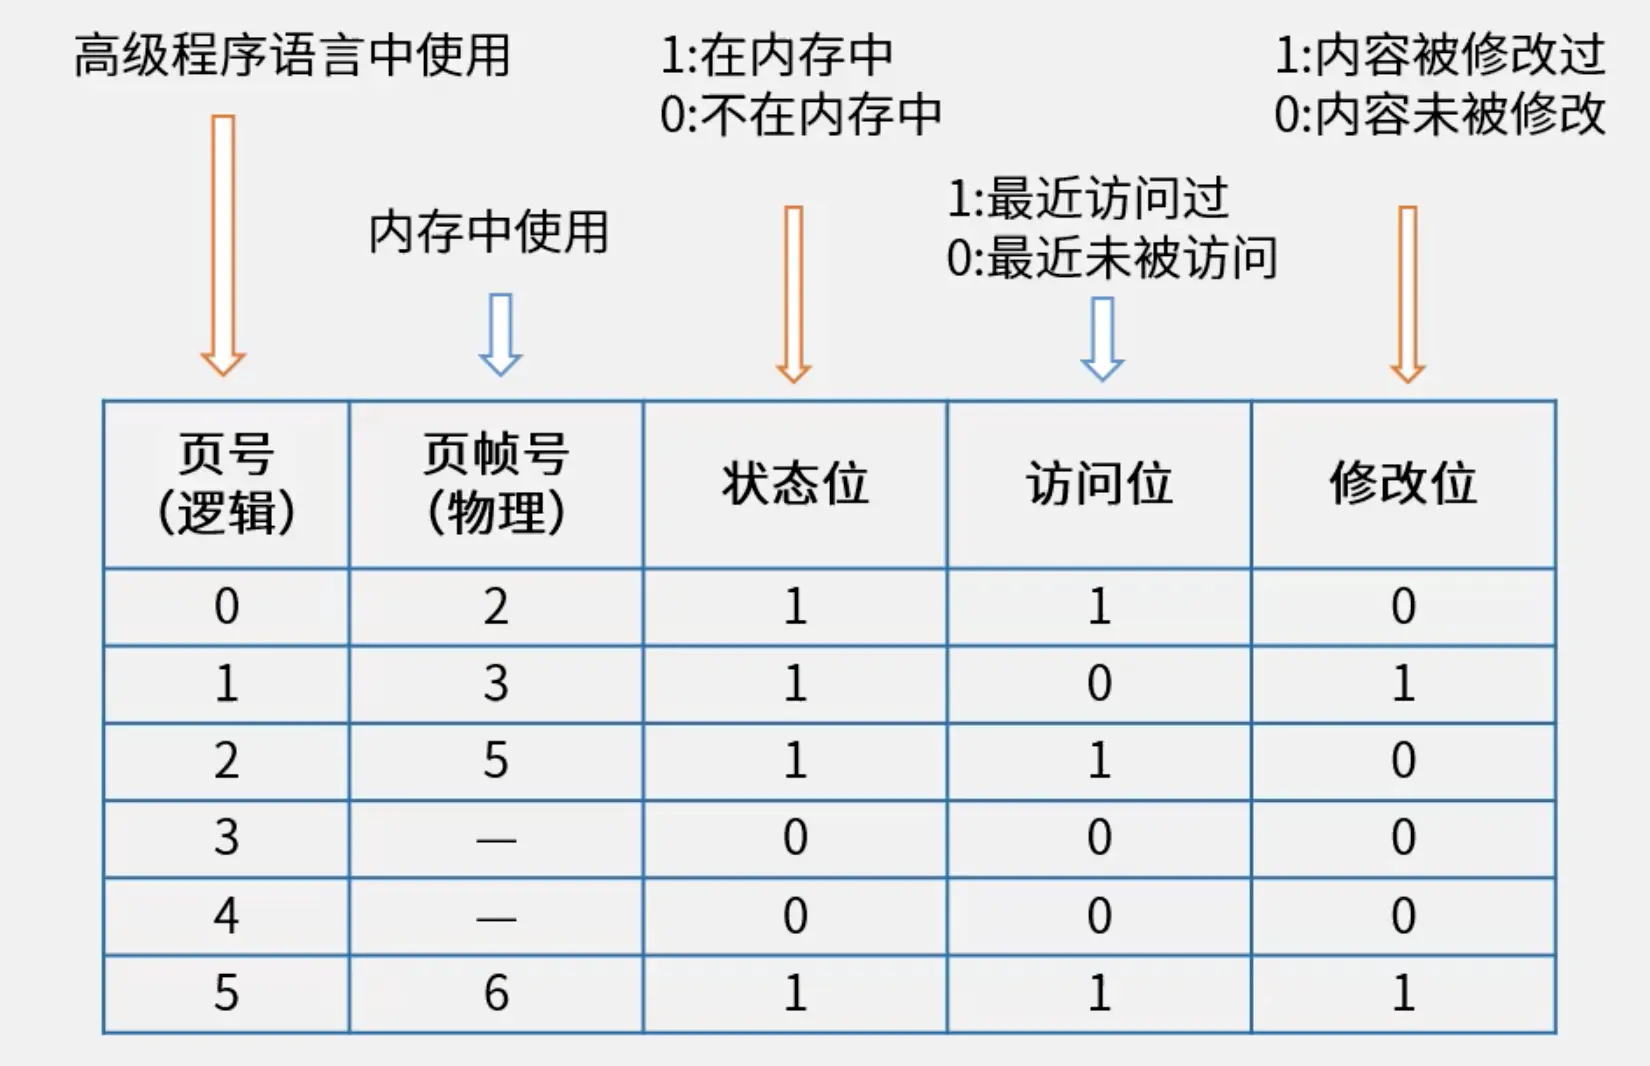 高级程序语言中使用
1:在内存中
0:不在内存中
1:内容被修改过
0:内容未被修改
内存中使用
1:最近访问过
0:最近未被访问
页号
（逻辑）
页帧号
（物理）
状态位
访问位
修改位
0 2 1 1 0
1 3 1 0 1
2 5 1 1 0
3 — 0 0 0
4 — 0 0 0
5 6 1 1 1